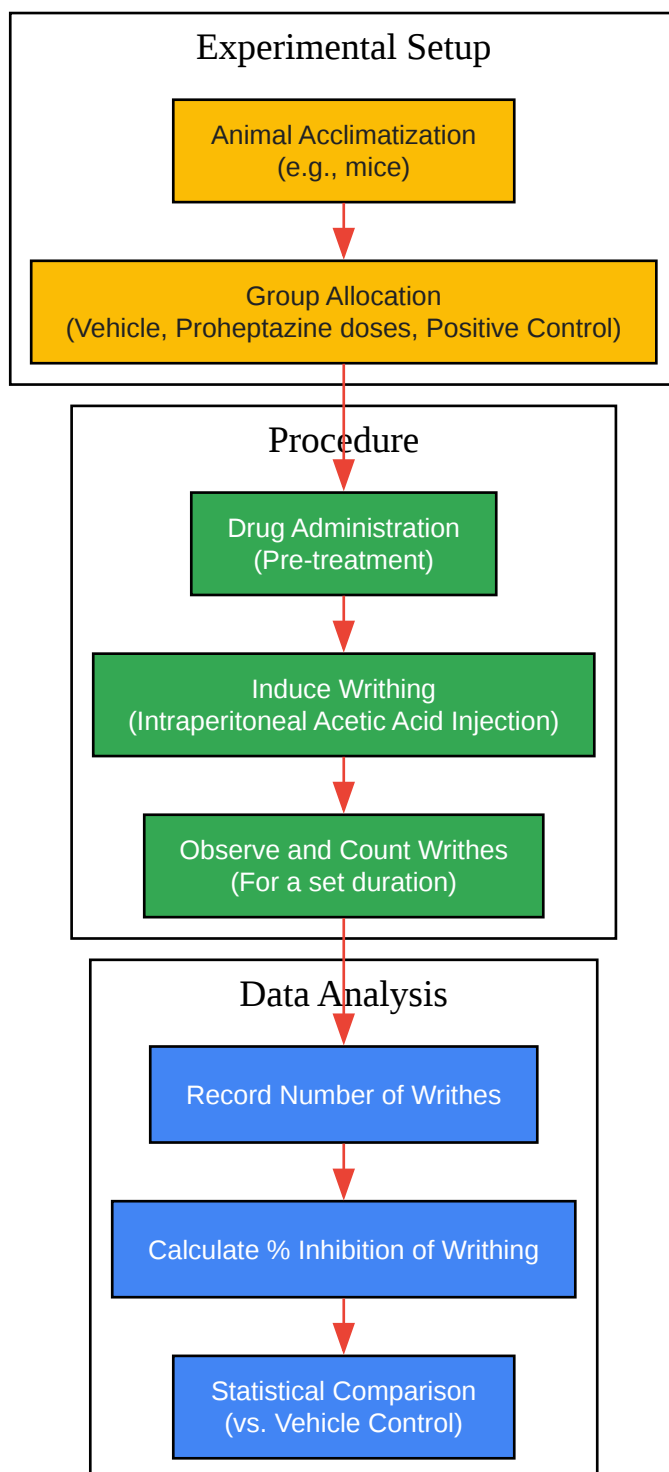 Experimental Setup
Animal Acclimatization
(e.g., mice)
Group Allocation
(Vehicle, Proheptazine doses, Positive Control)
Procedure
Drug Administration
(Pre-treatment)
Induce Writhing
(Intraperitoneal Acetic Acid Injection)
Observe and Count Writhes
(For a set duration)
Data Analysis
Record Number of Writhes
Calculate % Inhibition of Writhing
Statistical Comparison
(vs. Vehicle Control)